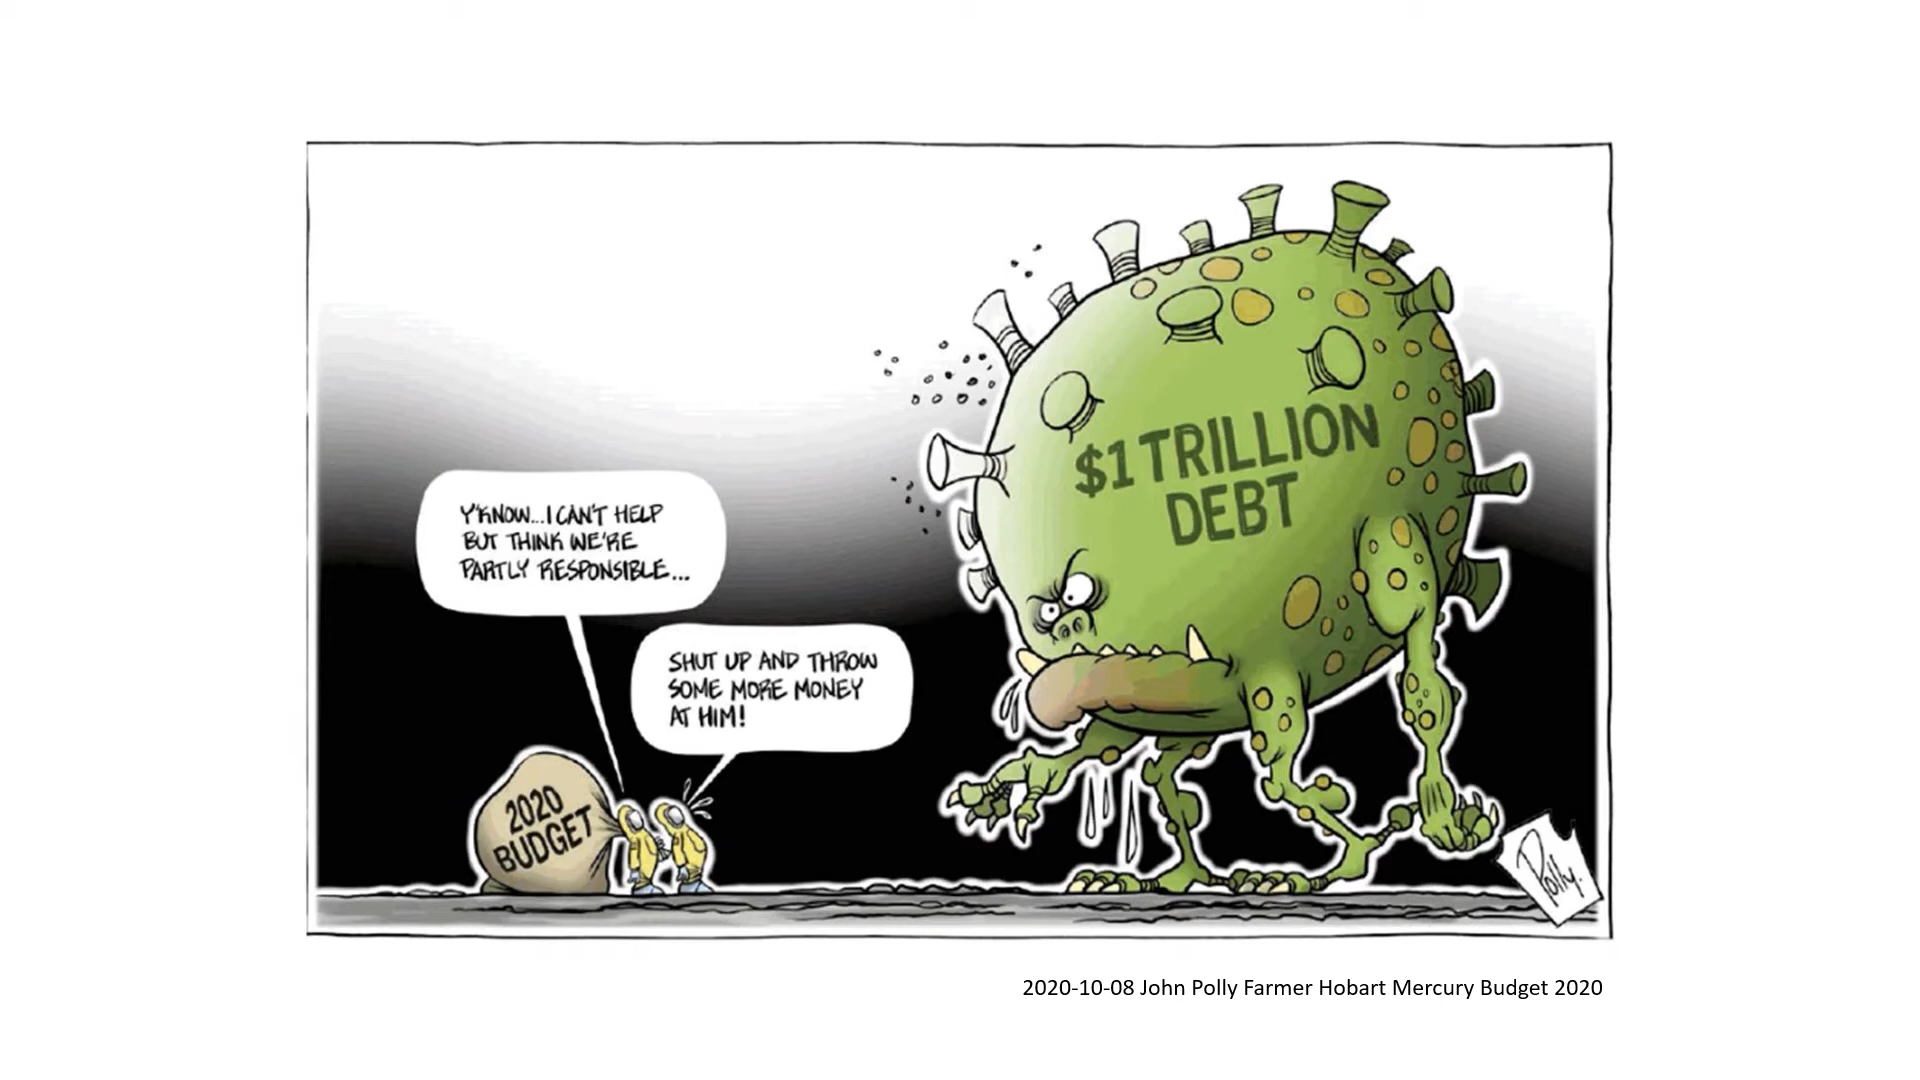 Y'KNOW...I CAN'T HELP
BUT THINK WE'RE
PARTLY RESPONSIBLE...
SHUT UP AND THROW
SOME MORE MONEY
AT HIM!
$1 TRILLION
DEBT
2020
BUDGET
Polly.
2020-10-08 John Polly Farmer Hobart Mercury Budget 2020